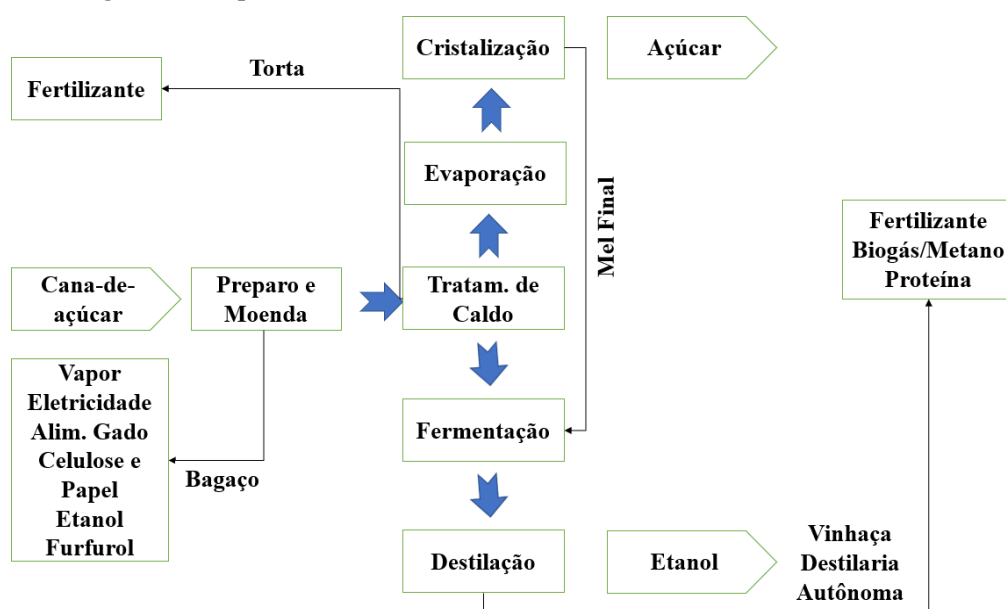 Cristalização
Açúcar
Torta
Fertilizante
Evaporação
Mel Final
Fertilizante
Biogás/Metano
Proteína
Cana-de-
açúcar
Preparo e
Moenda
Tratam. de
Caldo
Vapor
Eletricidade
Alim. Gado
Celulose e
Papel
Etanol
Furfurol
Bagaço
Fermentação
Destilação
Etanol
Vinhaça
Destilaria
Autônoma